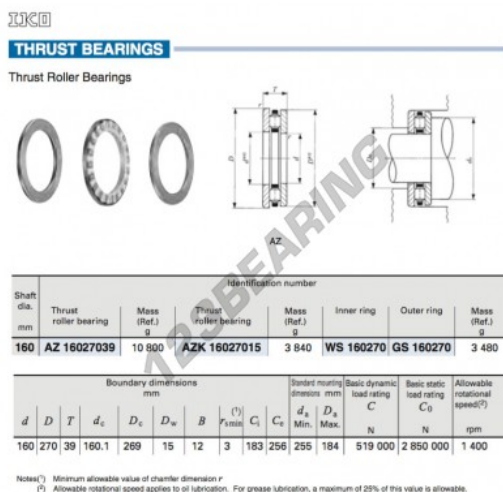 IKO
THRUST BEARINGS
Thrust Roller Bearings
T
r
r
D
d
d
AZ
123BEARING
Identification number
Shaft dia. mm
Thrust roller bearing
Mass (Ref.) g
Thrust roller bearing
Mass (Ref.) g
Inner ring
Outer ring
Mass (Ref.) g
160 AZ 16027039 10 800 AZK 16027015 3 840 WS 160270 GS 160270 3 480
Boundary dimensions mm
Standard mounting dimensions mm
Basic dynamic load rating C N
Basic static load rating C0 N
Allowable rotational speed(2) rpm
d D T dc Dc Dw B rsmin(1) Ci Ce da Min. Da Max.
160 270 39 160.1 269 15 12 3 183 256 255 184 519 000 2 850 000 1 400
Notes(1) Minimum allowable value of chamfer dimension r
(2) Allowable rotational speed applies to oil lubrication. For grease lubrication, a maximum of 25% of this value is allowable.